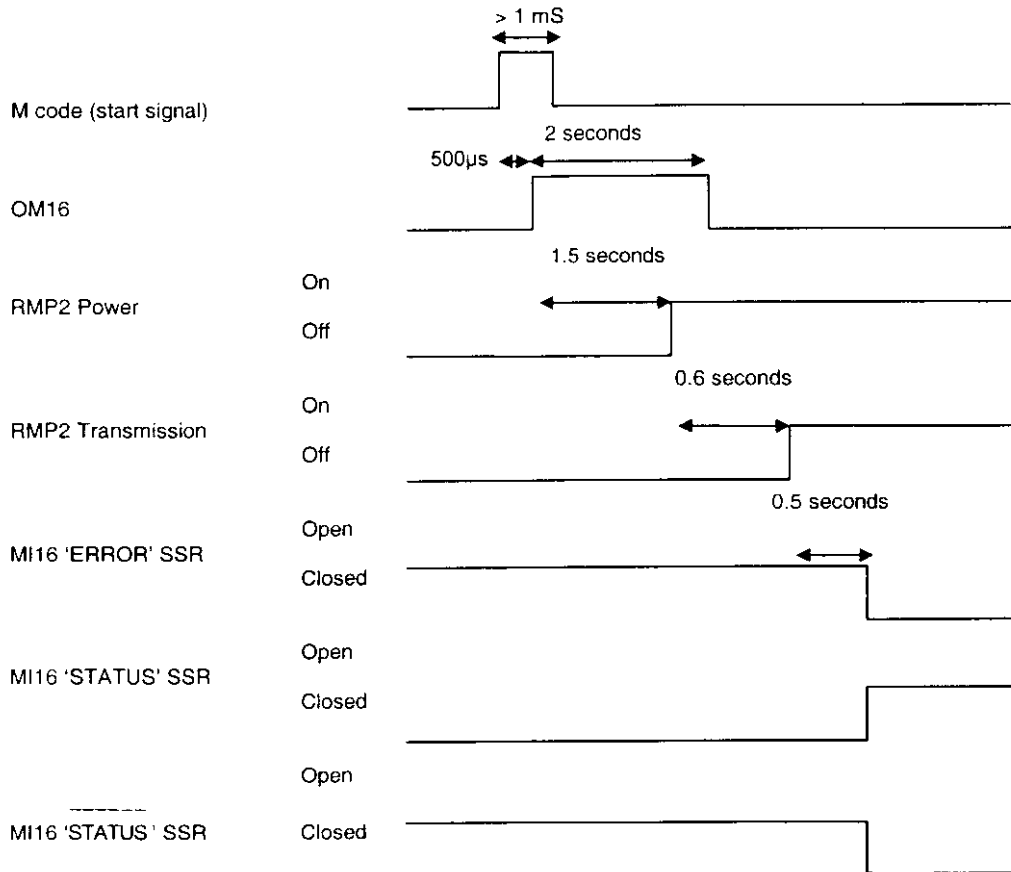 > 1 mS
M code (start signal)
2 seconds
500µs
OM16
1.5 seconds
On
RMP2 Power
Off
0.6 seconds
On
RMP2 Transmission
Off
0.5 seconds
Open
MI16 ‘ERROR’ SSR
Closed
Open
MI16 ‘STATUS’ SSR
Closed
Open
MI16 ‘S̅T̅A̅T̅U̅S̅’ SSR
Closed